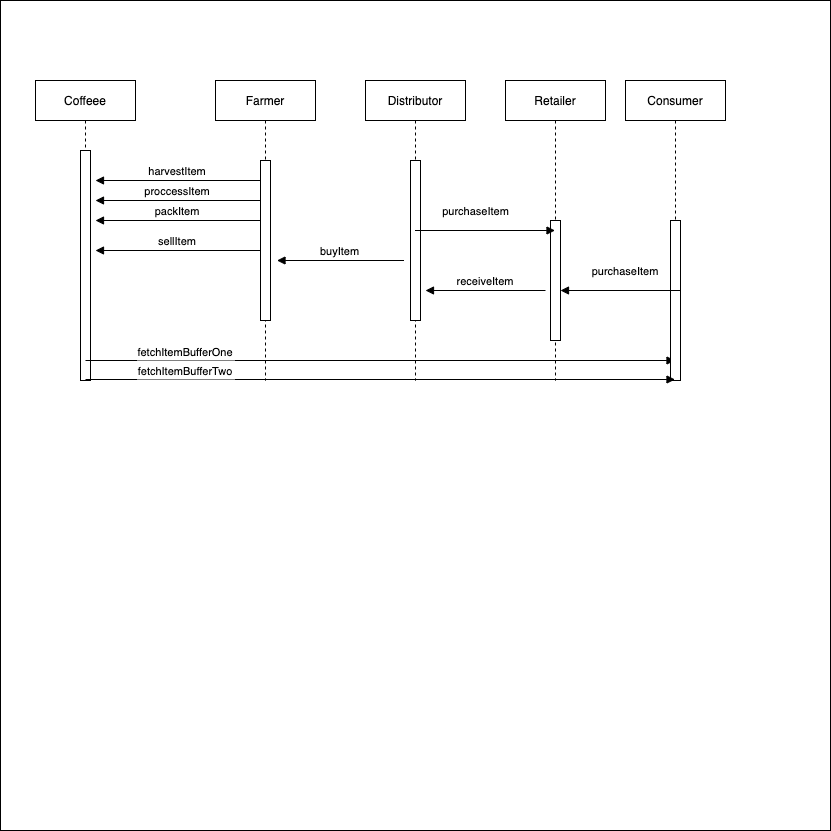 Coffeee
Farmer
Distributor
Retailer
Consumer
harvestItem
proccessItem
packItem
purchaseItem
sellItem
buyItem
purchaseItem
receiveItem
fetchItemBufferOne
fetchItemBufferTwo